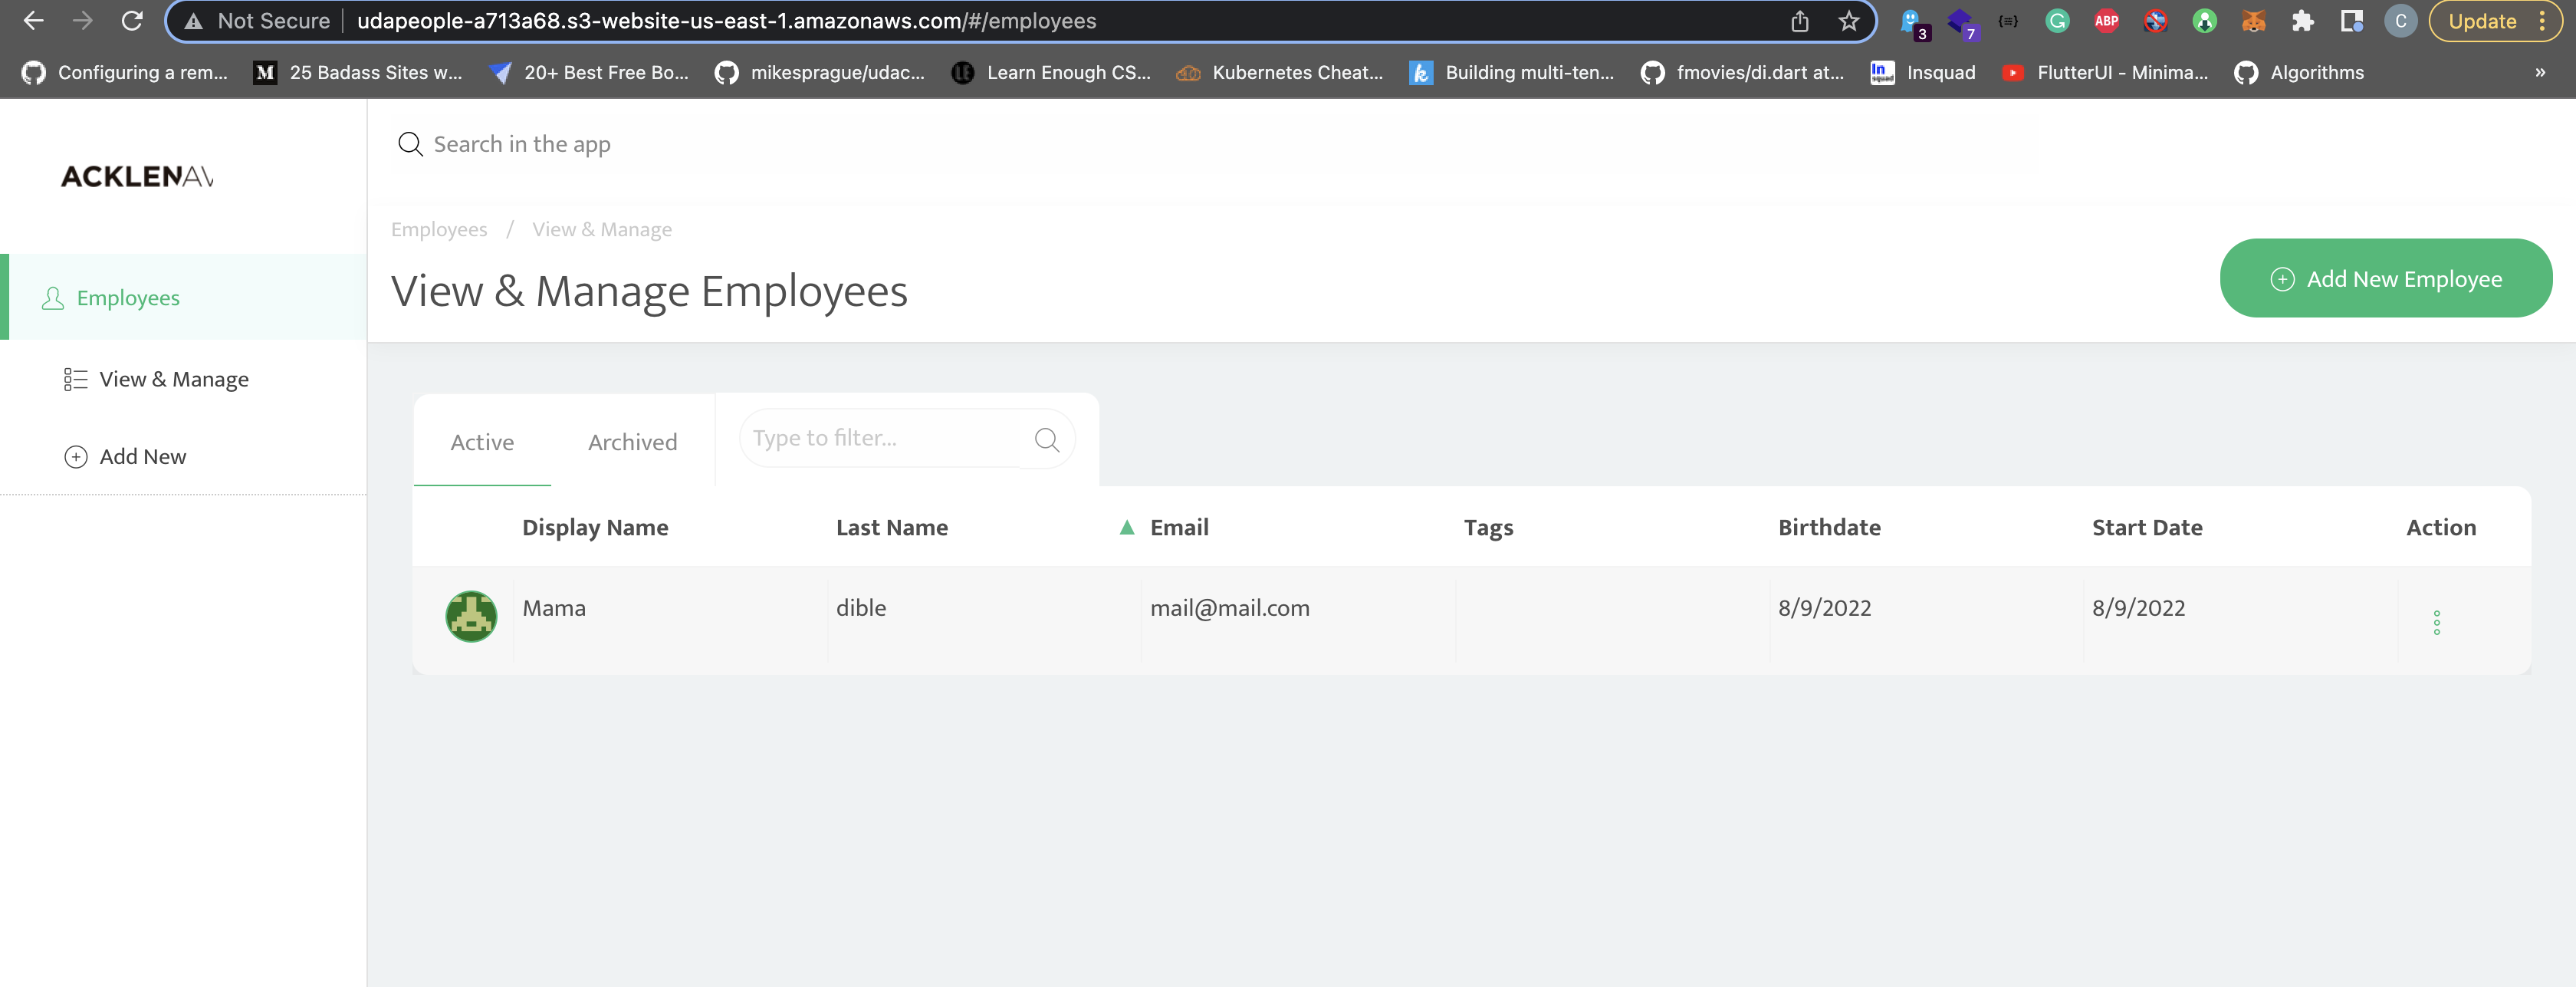 Not Secure udapeople-a713a68.s3-website-us-east-1.amazonaws.com/#/employees 3 7 {≡} G ABP C Update
Configuring a rem... M 25 Badass Sites w... 20+ Best Free Bo... mikesprague/udac... LE Learn Enough CS... Kubernetes Cheat... k Building multi-ten... fmovies/di.dart at... In squad Insquad FlutterUI - Minima... Algorithms »
Search in the app
ACKLENAV
Employees / View & Manage
View & Manage Employees
Add New Employee
Employees
View & Manage
Add New
Active Archived Type to filter...
Display Name Last Name ▲ Email Tags Birthdate Start Date Action
Mama dible mail@mail.com 8/9/2022 8/9/2022